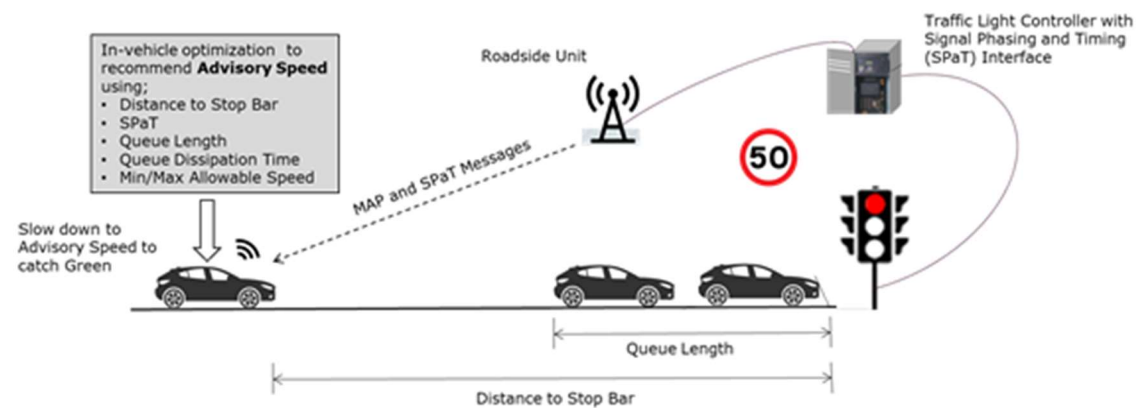 In-vehicle optimization to
recommend Advisory Speed
using;
• Distance to Stop Bar
• SPaT
• Queue Length
• Queue Dissipation Time
• Min/Max Allowable Speed
Roadside Unit
Traffic Light Controller with
Signal Phasing and Timing
(SPaT) Interface
MAP and SPaT Messages
50
Slow down to
Advisory Speed to
catch Green
Queue Length
Distance to Stop Bar